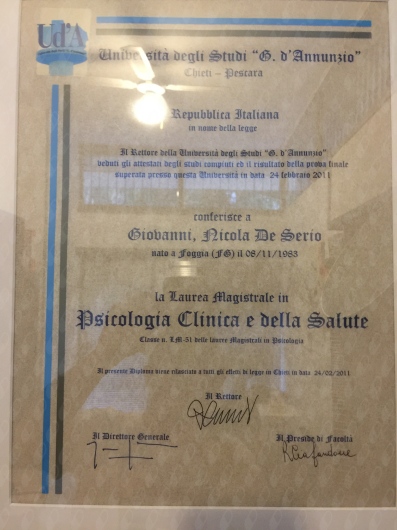 Ud'A
Università degli Studi "G. d'Annunzio"
Chieti - Pescara
Repubblica Italiana
in nome della legge
Il Rettore della Università degli Studi "G. d'Annunzio"
veduti gli attestati degli studi compiuti ed il risultato della prova finale
superata presso questa Università in data 24 febbraio 2011
conferisce a
Giovanni, Nicola De Serio
nato a Foggia (FG) il 08/11/1983
la Laurea Magistrale in
Psicologia Clinica e della Salute
Classe n. LM-51 delle lauree Magistrali in Psicologia
Il presente Diploma viene rilasciato a tutti gli effetti di legge in Chieti in data 24/02/2011
Il Rettore
Il Direttore Generale
Il Preside di Facoltà